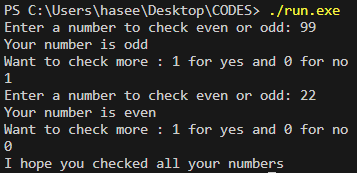 PS C:\Users\hasee\Desktop\CODES> ./run.exe
Enter a number to check even or odd: 99
Your number is odd
Want to check more : 1 for yes and 0 for no
1
Enter a number to check even or odd: 22
Your number is even
Want to check more : 1 for yes and 0 for no
0
I hope you checked all your numbers